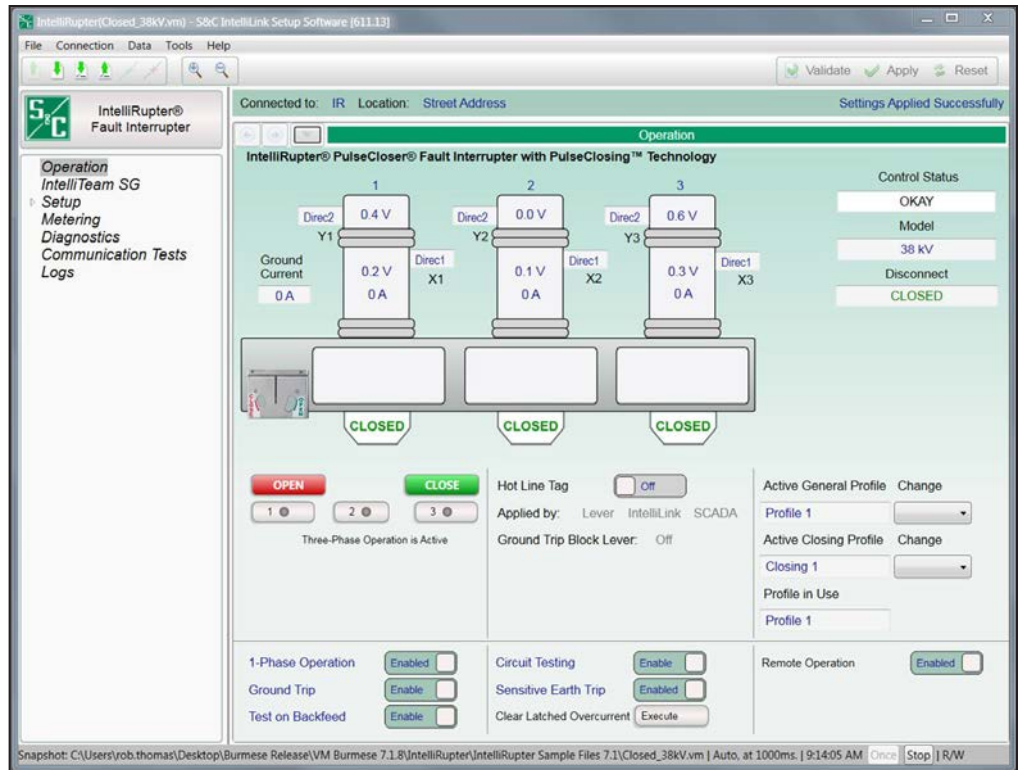 IntelliRupter(Closed_38kV.vm) - S&C IntelliLink Setup Software [611.13]
File Connection Data Tools Help
Validate Apply Reset
S&C IntelliRupter®
Fault Interrupter
Connected to: IR Location: Street Address Settings Applied Successfully
Operation
IntelliTeam SG
Setup
Metering
Diagnostics
Communication Tests
Logs
Operation
IntelliRupter® PulseCloser® Fault Interrupter with PulseClosing™ Technology
1 2 3
Direc2 0.4 V Direc2 0.0 V Direc2 0.6 V
Y1 Y2 Y3
Ground
Current
0 A
Direc1 Direc1 Direc1
0.2 V X1 0.1 V X2 0.3 V X3
0 A 0 A 0 A
Control Status
OKAY
Model
38 kV
Disconnect
CLOSED
CLOSED CLOSED CLOSED
OPEN CLOSE
1 2 3
Three-Phase Operation is Active
Hot Line Tag Off
Applied by: Lever IntelliLink SCADA
Ground Trip Block Lever: Off
Active General Profile Change
Profile 1
Active Closing Profile Change
Closing 1
Profile in Use
Profile 1
1-Phase Operation Enabled
Ground Trip Enable
Test on Backfeed Enable
Circuit Testing Enable
Sensitive Earth Trip Enabled
Clear Latched Overcurrent Execute
Remote Operation Enabled
Snapshot: C:\Users\rob.thomas\Desktop\Burmese Release\VM Burmese 7.1.8\IntelliRupter\IntelliRupter Sample Files 7.1\Closed_38kV.vm | Auto, at 1000ms. | 9:14:05 AM Once Stop | R/W